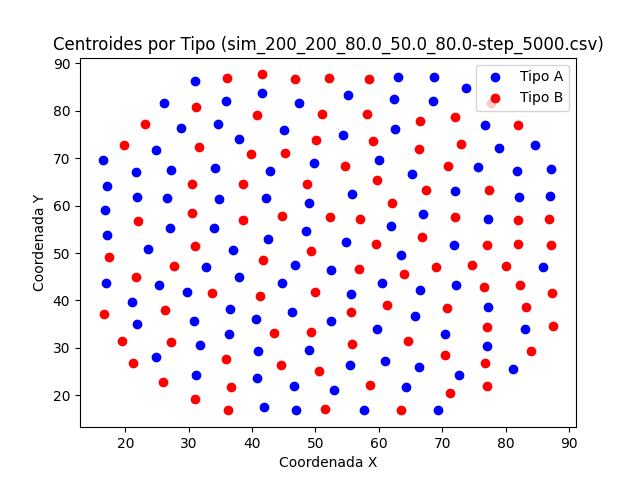 Centroides por Tipo (sim_200_200_80.0_50.0_80.0-step_5000.csv)
Tipo A
Tipo B
90
80
70
60
50
40
30
20
Coordenada Y
20 30 40 50 60 70 80 90
Coordenada X